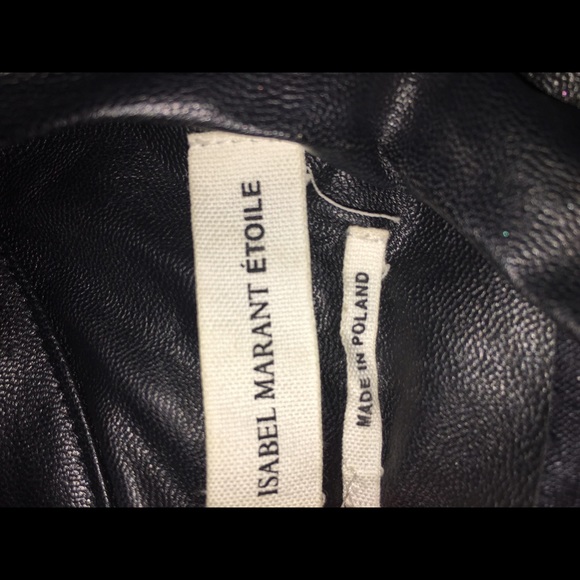 ISABEL MARANT ÉTOILE
MADE IN POLAND